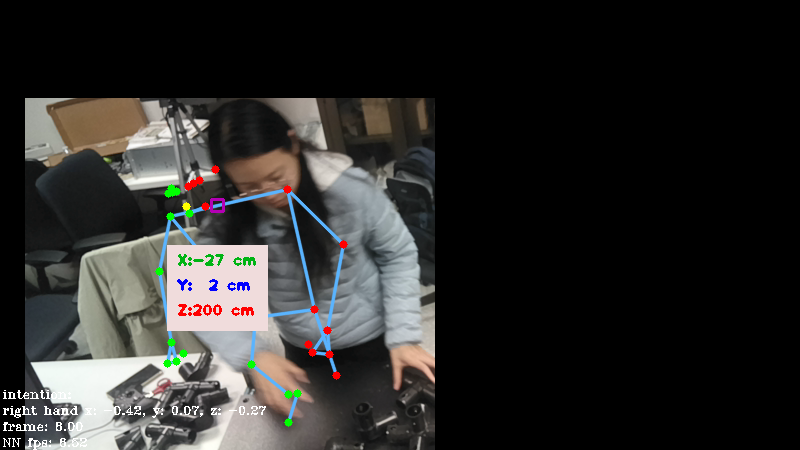 X:-27 cm
Y: 2 cm
Z:200 cm
intention:
right hand x: -0.42, y: 0.07, z: -0.27
frame: 8.00
NN fps: 8.62